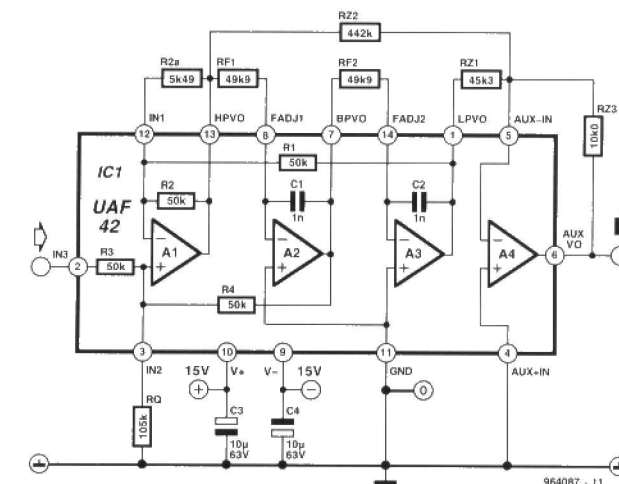 RZ2
442k
R2a
5k49
RF1
49k9
RF2
49k9
RZ1
45k3
RZ3
10k0
IN1
HPVO
FADJ1
BPVO
FADJ2
LPVO
AUX-IN
12
13
8
7
14
1
5
R1
50k
IC1
UAF
42
R2
50k
C1
1n
C2
1n
A1
A2
A3
A4
IN3
2
R3
50k
AUX
VO
6
R4
50k
3
10
9
11
4
IN2
V+
V-
GND
AUX+IN
15V
15V
0
RQ
105k
C3
10µ
63V
C4
10µ
63V
964087 - 11